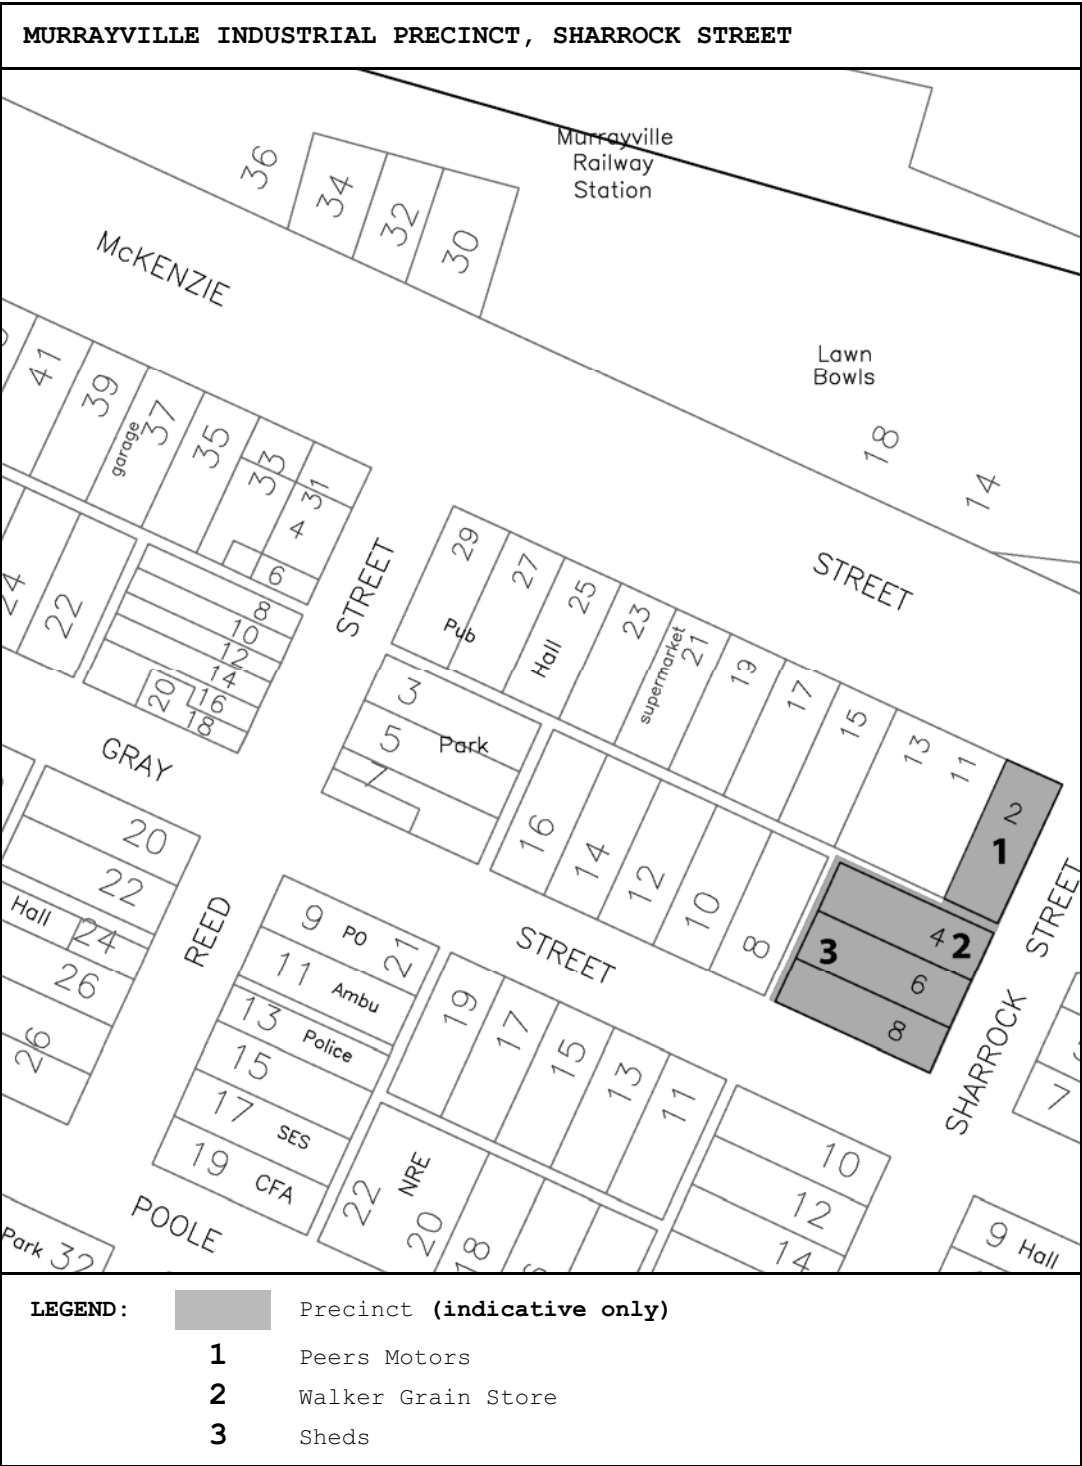 MURRAYVILLE INDUSTRIAL PRECINCT, SHARROCK STREET
Murrayville
Railway
Station
36
34
32
30
McKENZIE
Lawn
Bowls
18
14
STREET
41
39
garage
37
35
33
31
4
6
8
10
12
14
16
18
20
24
22
STREET
29
Pub
27
Hall
25
23
supermarket
21
19
17
15
13
11
2
1
3
5
Park
7
16
14
12
10
8
4
2
3
6
8
STREET
GRAY
20
22
Hall
24
26
26
REED
STREET
9
PO
21
11
Ambu
13
Police
15
17
SES
19
CFA
19
17
15
13
11
SHARROCK
7
10
12
14
22
NRE
20
18
POOLE
Park 32
9 Hall
LEGEND:
Precinct (indicative only)
1 Peers Motors
2 Walker Grain Store
3 Sheds